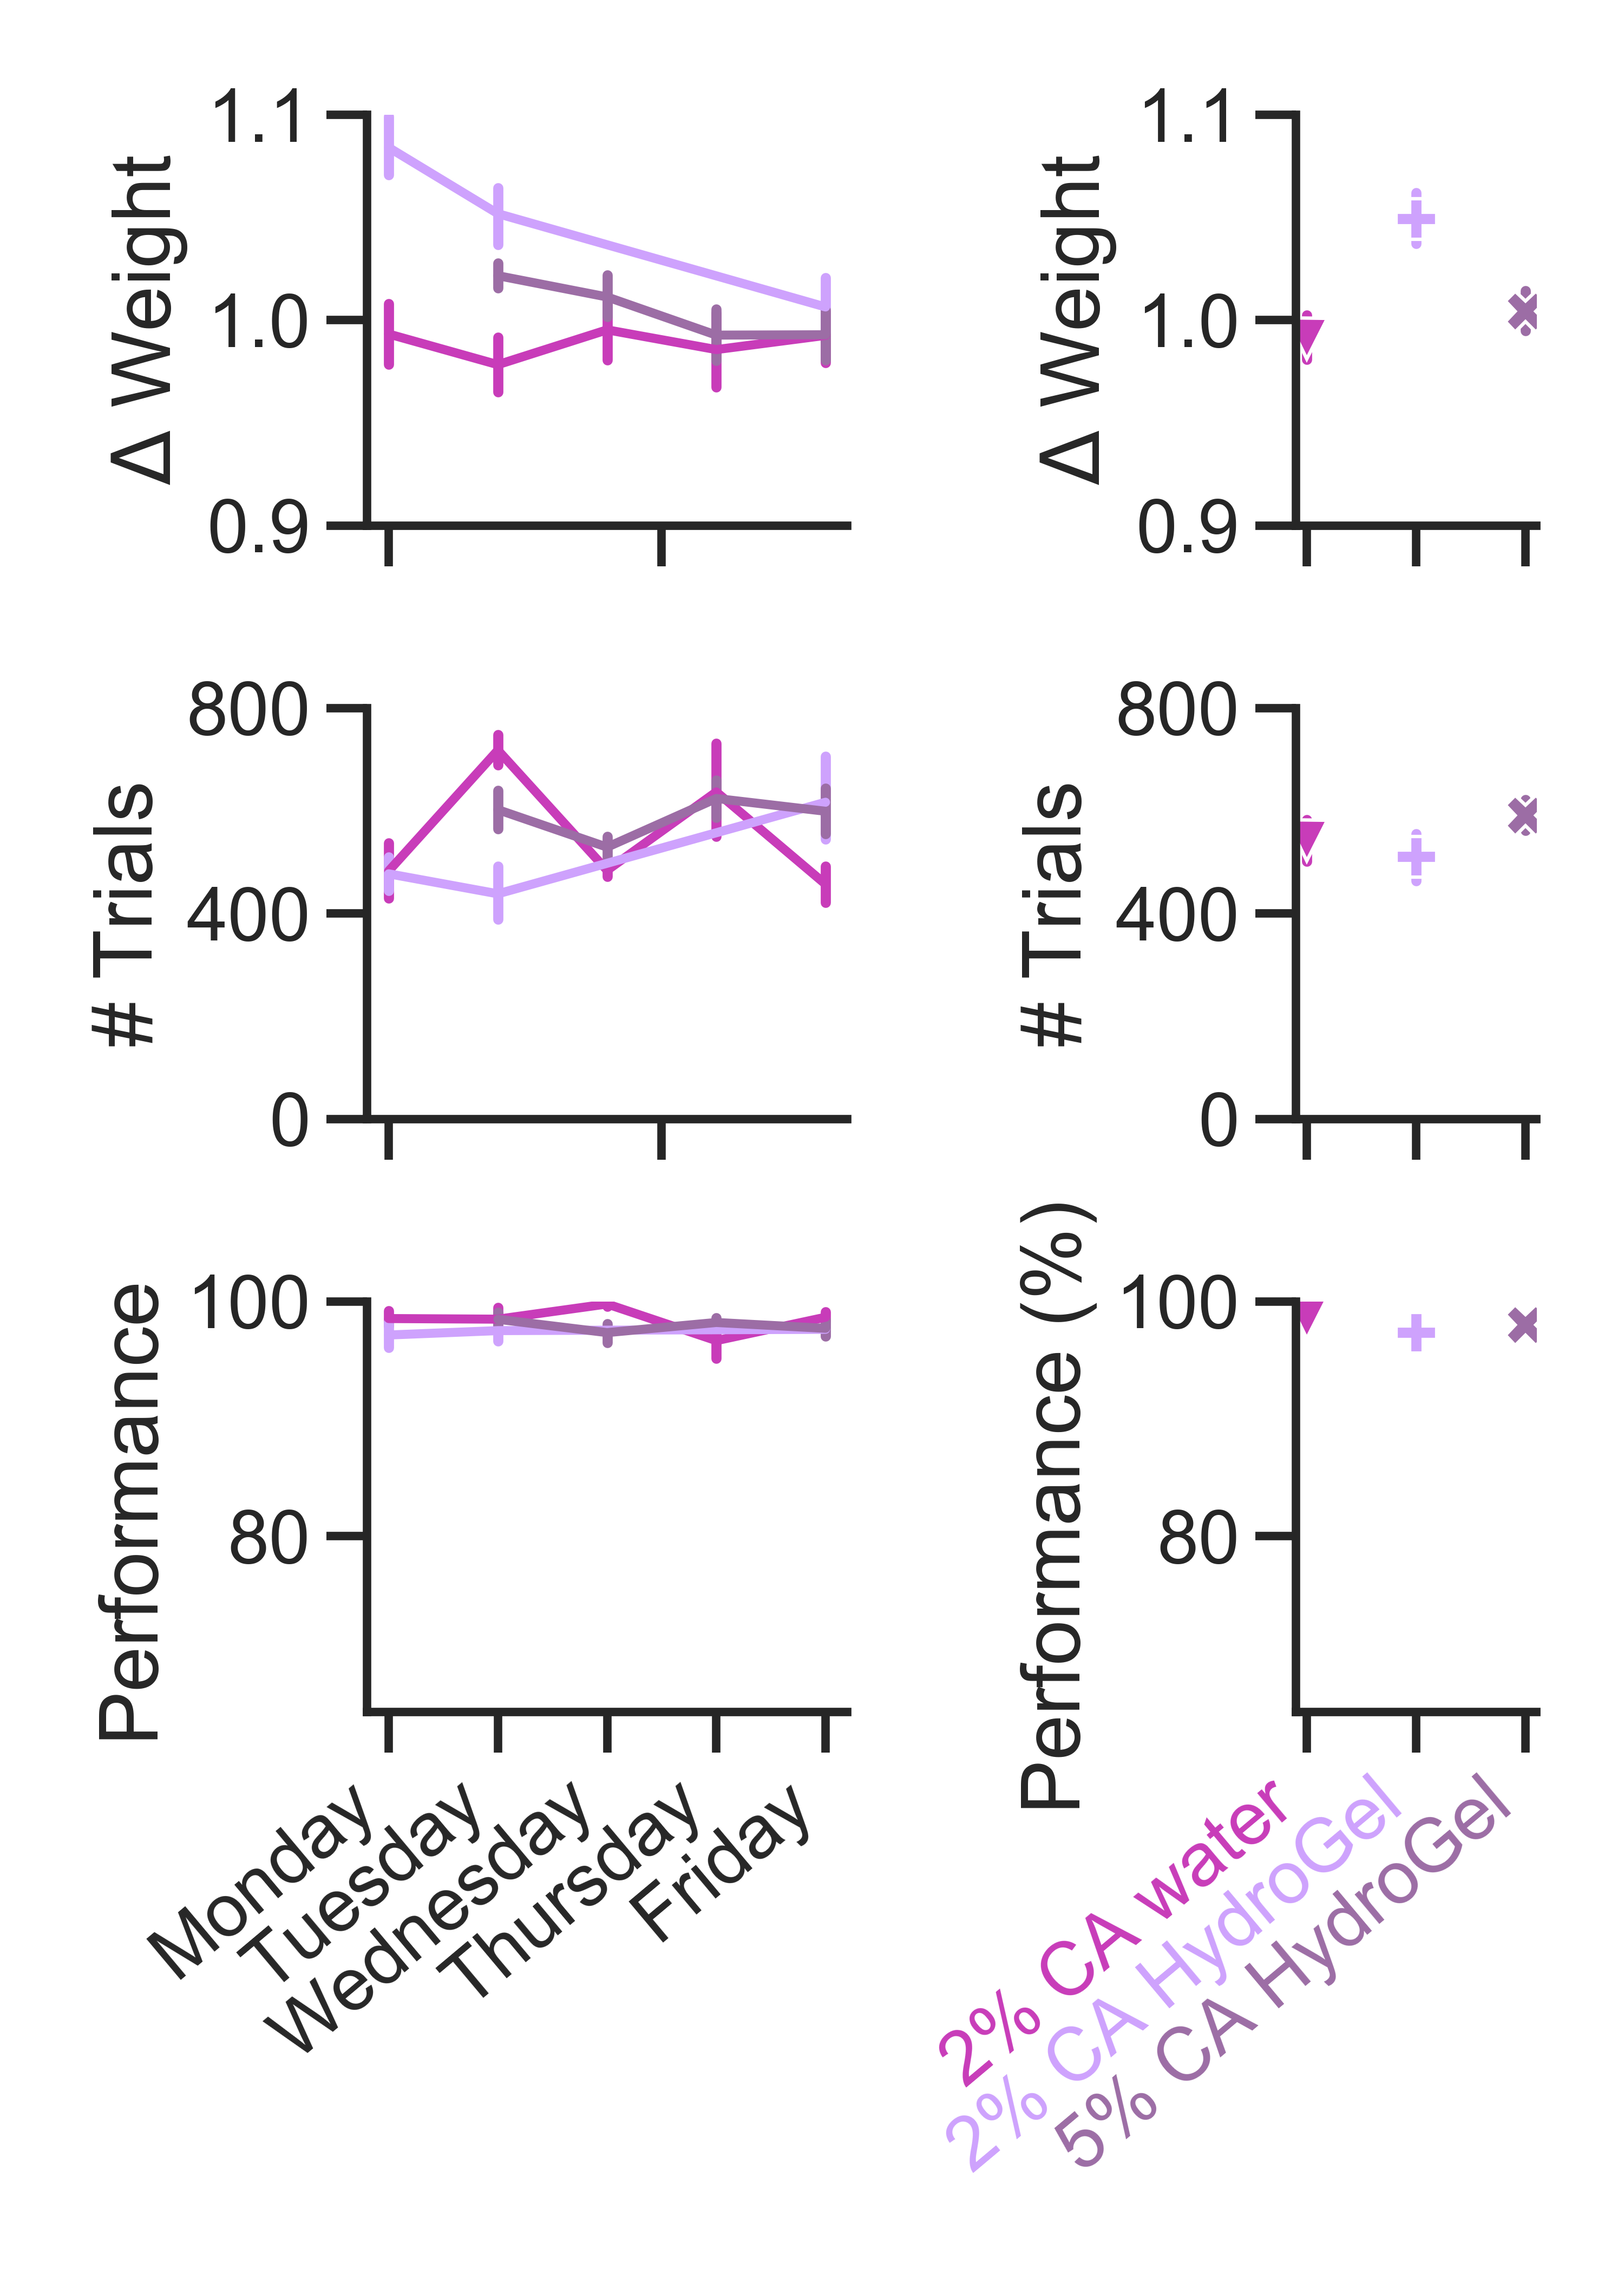 1.1
Δ Weight
1.0
0.9
1.1
Δ Weight
1.0
0.9
800
# Trials
400
0
800
# Trials
400
0
100
Performance
80
100
Performance (%)
80
Monday
Tuesday
Wednesday
Thursday
Friday
2% CA water
2% CA HydroGel
5% CA HydroGel